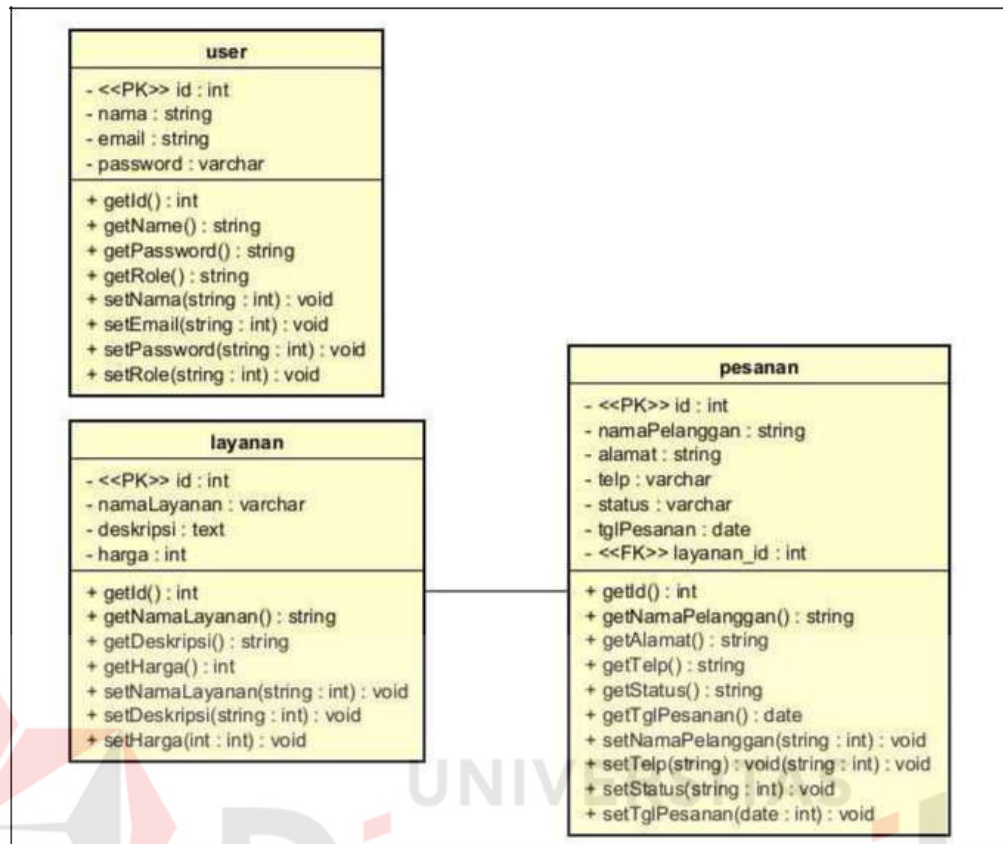 user
- <<PK>> id : int
- nama : string
- email : string
- password : varchar
+ getId() : int
+ getName() : string
+ getPassword() : string
+ getRole() : string
+ setNama(string : int) : void
+ setEmail(string : int) : void
+ setPassword(string : int) : void
+ setRole(string : int) : void
layanan
- <<PK>> id : int
- namaLayanan : varchar
- deskripsi : text
- harga : int
+ getId() : int
+ getNamaLayanan() : string
+ getDeskripsi() : string
+ getHarga() : int
+ setNamaLayanan(string : int) : void
+ setDeskripsi(string : int) : void
+ setHarga(int : int) : void
pesanan
- <<PK>> id : int
- namaPelanggan : string
- alamat : string
- telp : varchar
- status : varchar
- tglPesanan : date
- <<FK>> layanan_id : int
+ getId() : int
+ getNamaPelanggan() : string
+ getAlamat() : string
+ getTelp() : string
+ getStatus() : string
+ getTglPesanan() : date
+ setNamaPelanggan(string : int) : void
+ setTelp(string) : void(string : int) : void
+ setStatus(string : int) : void
+ setTglPesanan(date : int) : void
UNIVERSITAS